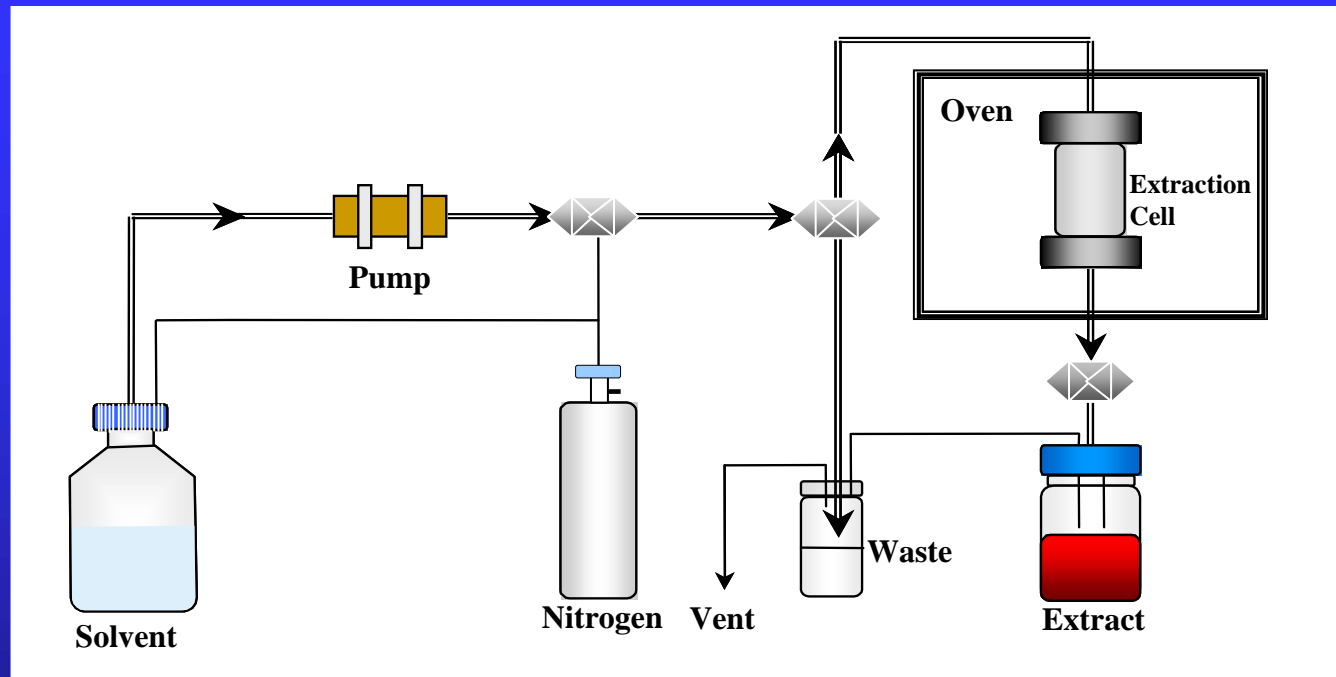 Oven
Extraction
Cell
Pump
Waste
Nitrogen
Vent
Extract
Solvent